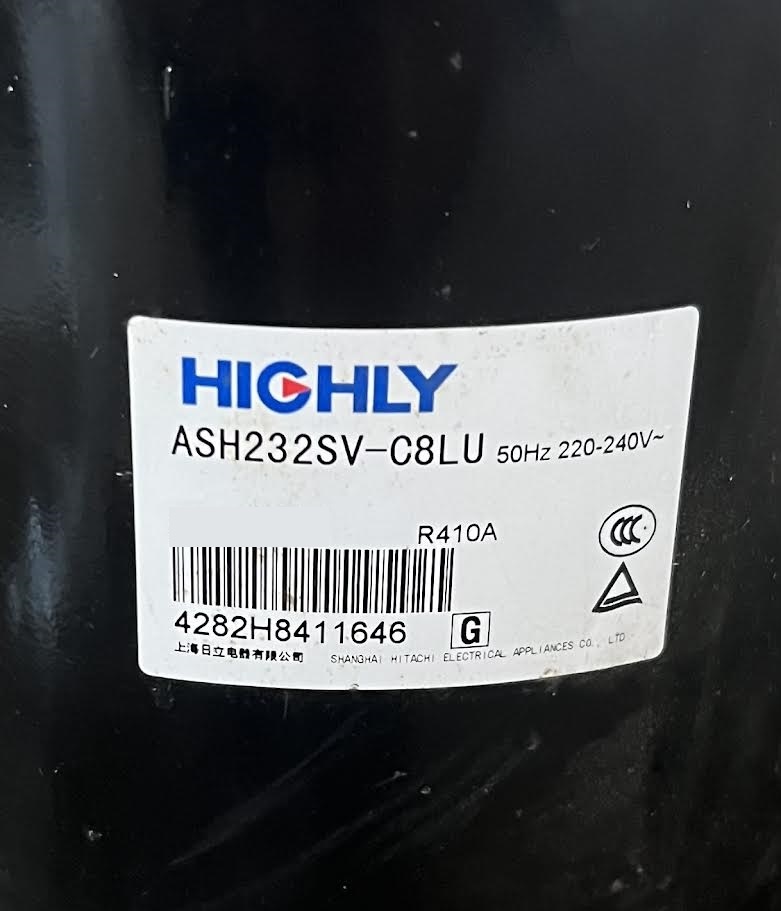 HIGHLY
ASH232SV-C8LU 50Hz 220-240V~
R410A
CCC
4282H8411646 G
上海日立电器有限公司 SHANGHAI HITACHI ELECTRICAL APPLIANCES CO., LTD